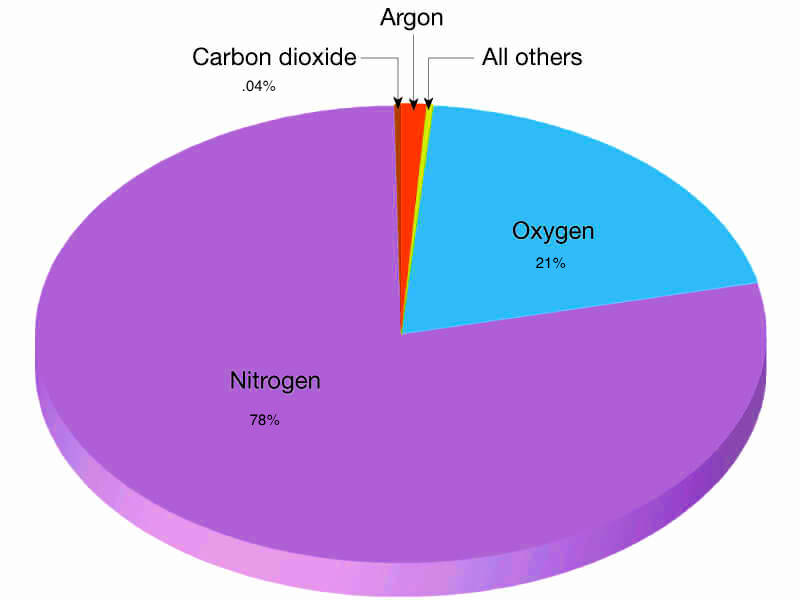 Argon
Carbon dioxide
.04%
All others
Oxygen
21%
Nitrogen
78%